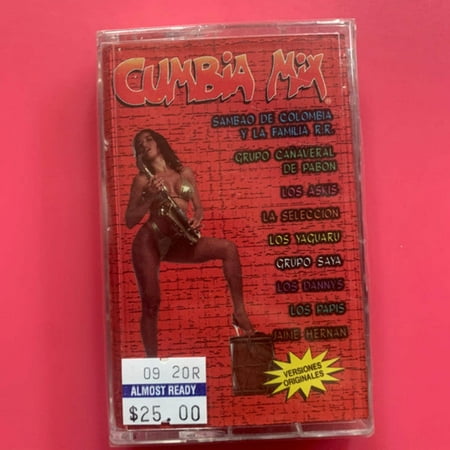 CUMBIA MIX
SAMBAO DE COLOMBIA
Y LA FAMILIA R.R.
GRUPO CAÑAVERAL
DE PABON
LOS ASKIS
LA SELECCION
LOS YAGUARU
GRUPO SAYA
LOS DANNYS
LOS PAPIS
JAIME HERNAN
VERSIONES
ORIGINALES
09 20R
ALMOST READY
$25.00